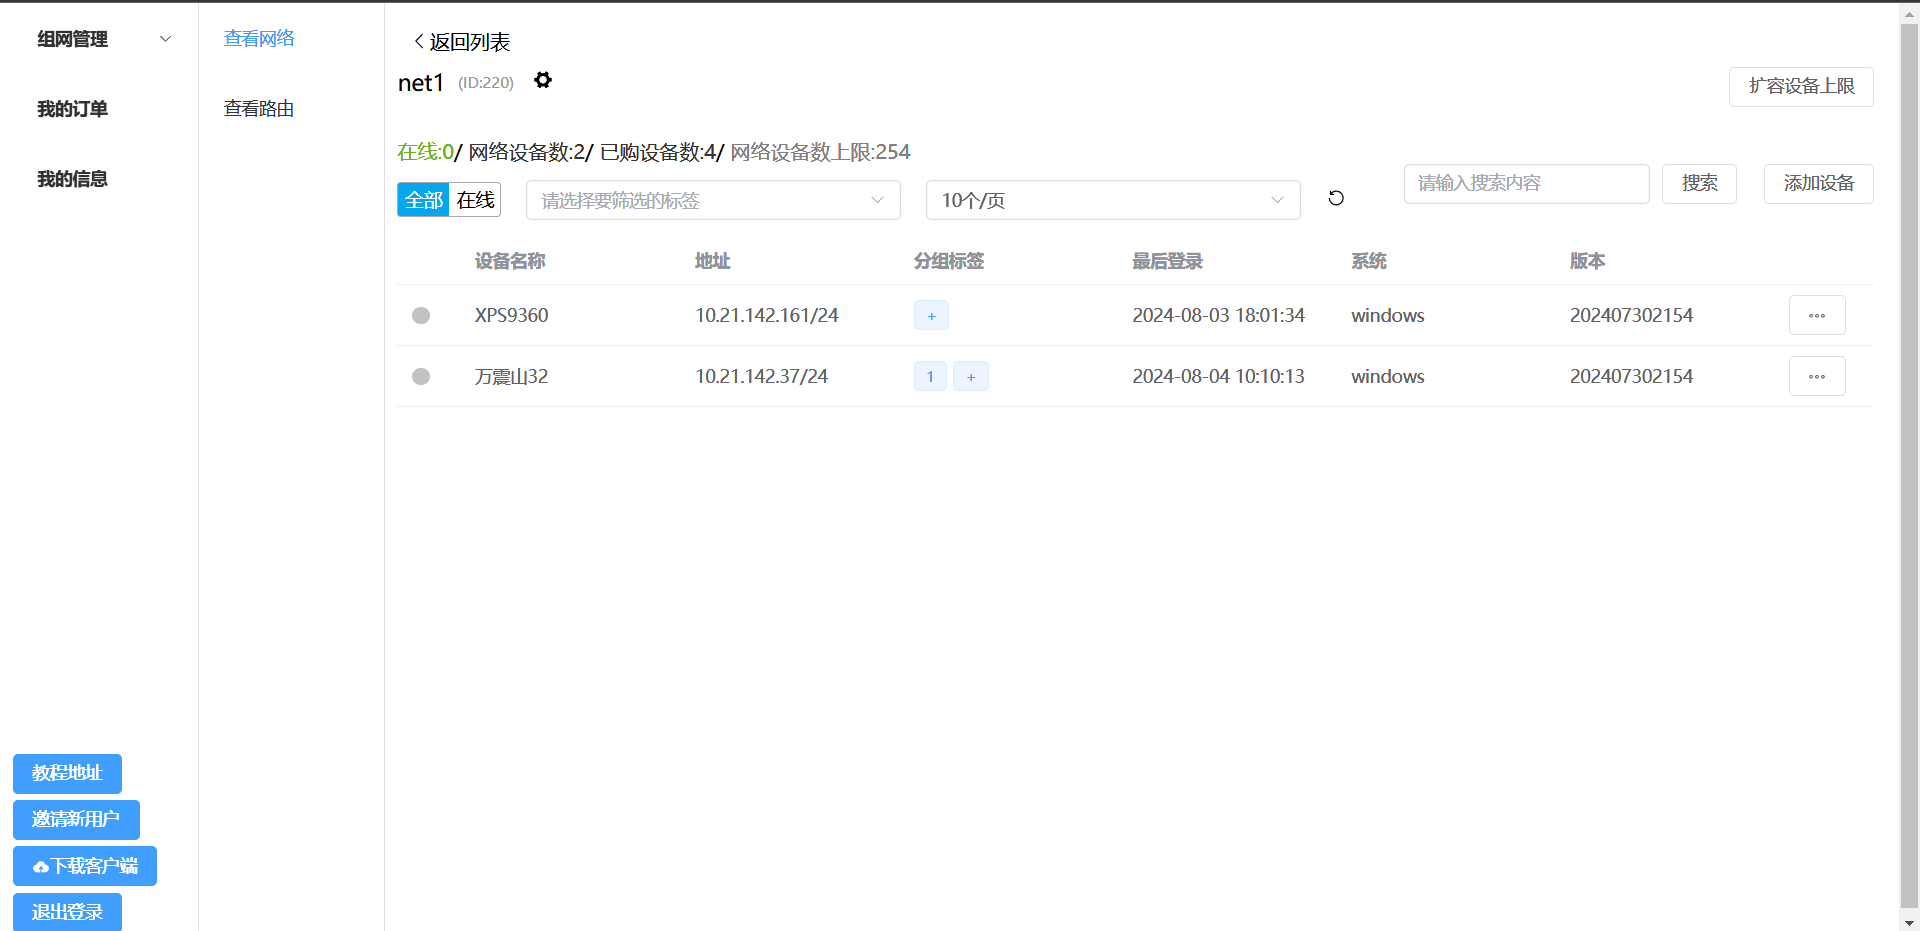 组网管理
我的订单
我的信息
查看网络
查看路由
返回列表
net1 (ID:220)
扩容设备上限
在线:0/ 网络设备数:2/ 已购设备数:4/ 网络设备数上限:254
全部 在线 请选择要筛选的标签 10个/页 请输入搜索内容 搜索 添加设备
设备名称 地址 分组标签 最后登录 系统 版本
XPS9360 10.21.142.161/24 + 2024-08-03 18:01:34 windows 202407302154
万震山32 10.21.142.37/24 1 + 2024-08-04 10:10:13 windows 202407302154
教程地址
邀请新用户
下载客户端
退出登录